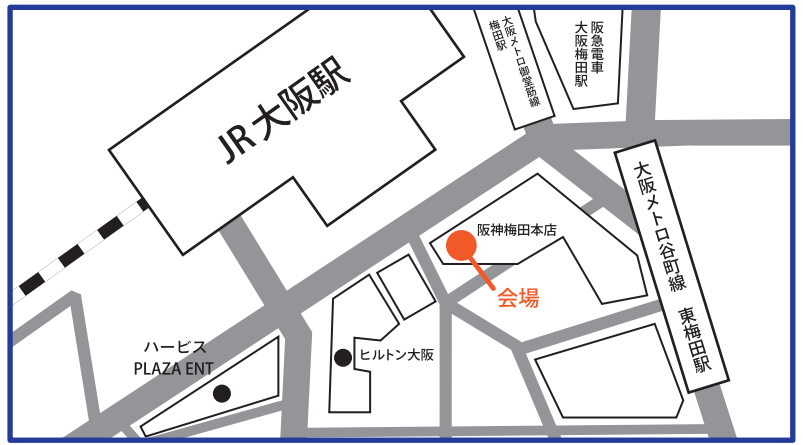 JR 大阪駅
大阪メトロ御堂筋線
梅田駅
阪急電車
大阪梅田駅
大阪メトロ谷町線　東梅田駅
阪神梅田本店
会場
ハービス
PLAZA ENT
ヒルトン大阪